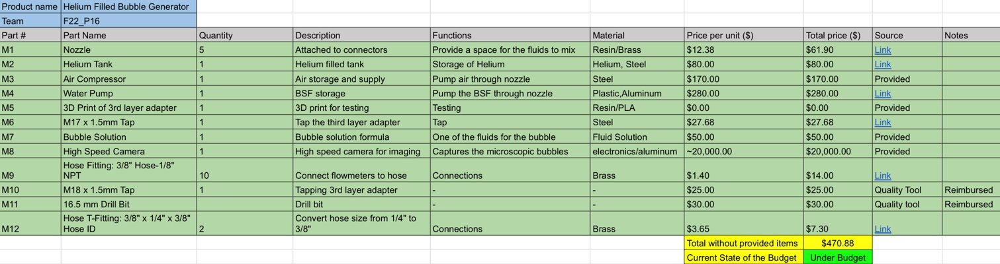 Product name Helium Filled Bubble Generator
Team F22_P16
Part # Part Name Quantity Description Functions Material Price per unit ($) Total price ($) Source Notes
M1 Nozzle 5 Attached to connectors Provide a space for the fluids to mix Resin/Brass $12.38 $61.90 Link
M2 Helium Tank 1 Helium filled tank Storage of Helium Helium, Steel $80.00 $80.00 Link
M3 Air Compressor 1 Air storage and supply Pump air through nozzle Steel $170.00 $170.00 Provided
M4 Water Pump 1 BSF storage Pump the BSF through nozzle Plastic,Aluminum $280.00 $280.00 Link
M5 3D Print of 3rd layer adapter 1 3D print for testing Testing Resin/PLA $0.00 $0.00 Provided
M6 M17 x 1.5mm Tap 1 Tap the third layer adapter Tap Steel $27.68 $27.68 Link
M7 Bubble Solution 1 Bubble solution formula One of the fluids for the bubble Fluid Solution $50.00 $50.00 Provided
M8 High Speed Camera 1 High speed camera for imaging Captures the microscopic bubbles electronics/aluminum ~20,000.00 $20,000.00 Provided
Hose Fitting: 3/8" Hose-1/8"
M9 NPT 10 Connect flowmeters to hose Connections Brass $1.40 $14.00 Link
M10 M18 x 1.5mm Tap 1 Tapping 3rd layer adapter - - $25.00 $25.00 Quality Tool Reimbursed
M11 16.5 mm Drill Bit Drill bit - - $30.00 $30.00 Quality tool Reimbursed
Hose T-Fitting: 3/8" x 1/4" x 3/8" Convert hose size from 1/4" to
M12 Hose ID 2 3/8" Connections Brass $3.65 $7.30 Link
Total without provided items $470.88
Current State of the Budget Under Budget